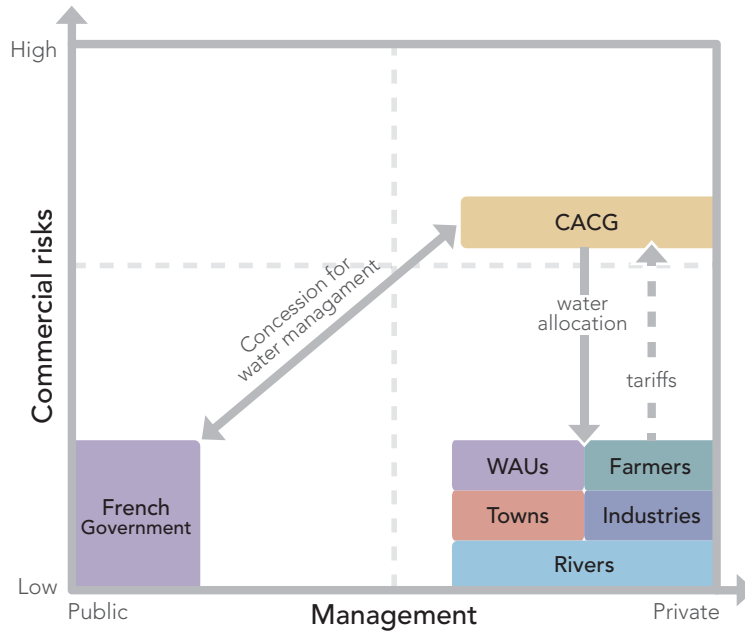 High
Commercial risks
CACG
Concession for
water managament
water
allocation
tariffs
French
Government
WAUs
Farmers
Towns
Industries
Rivers
Low
Public
Management
Private